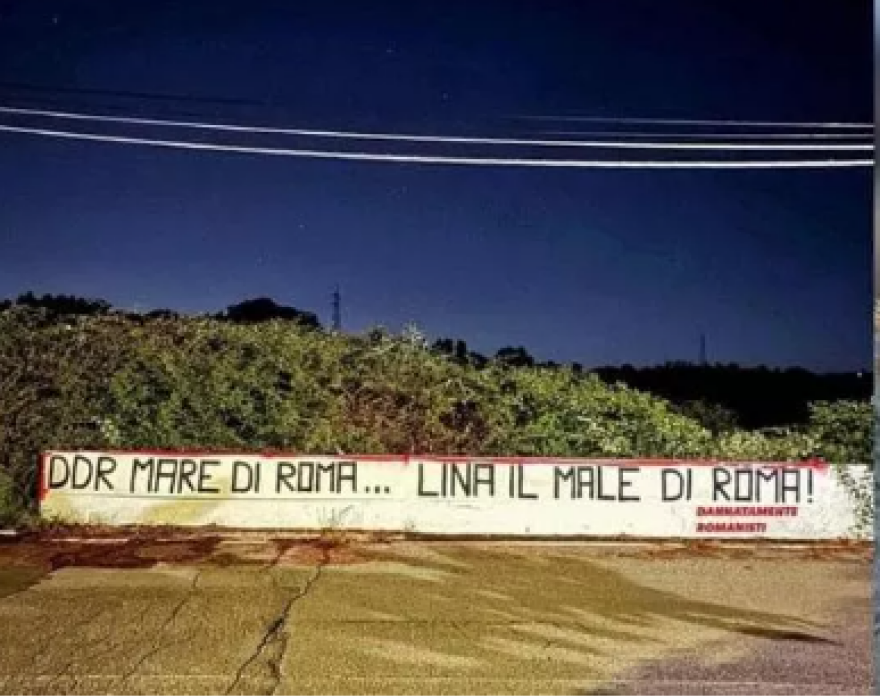 DDR MARE DI ROMA... LINA IL MALE DI ROMA!
DANNATAMENTE
ROMANISTI